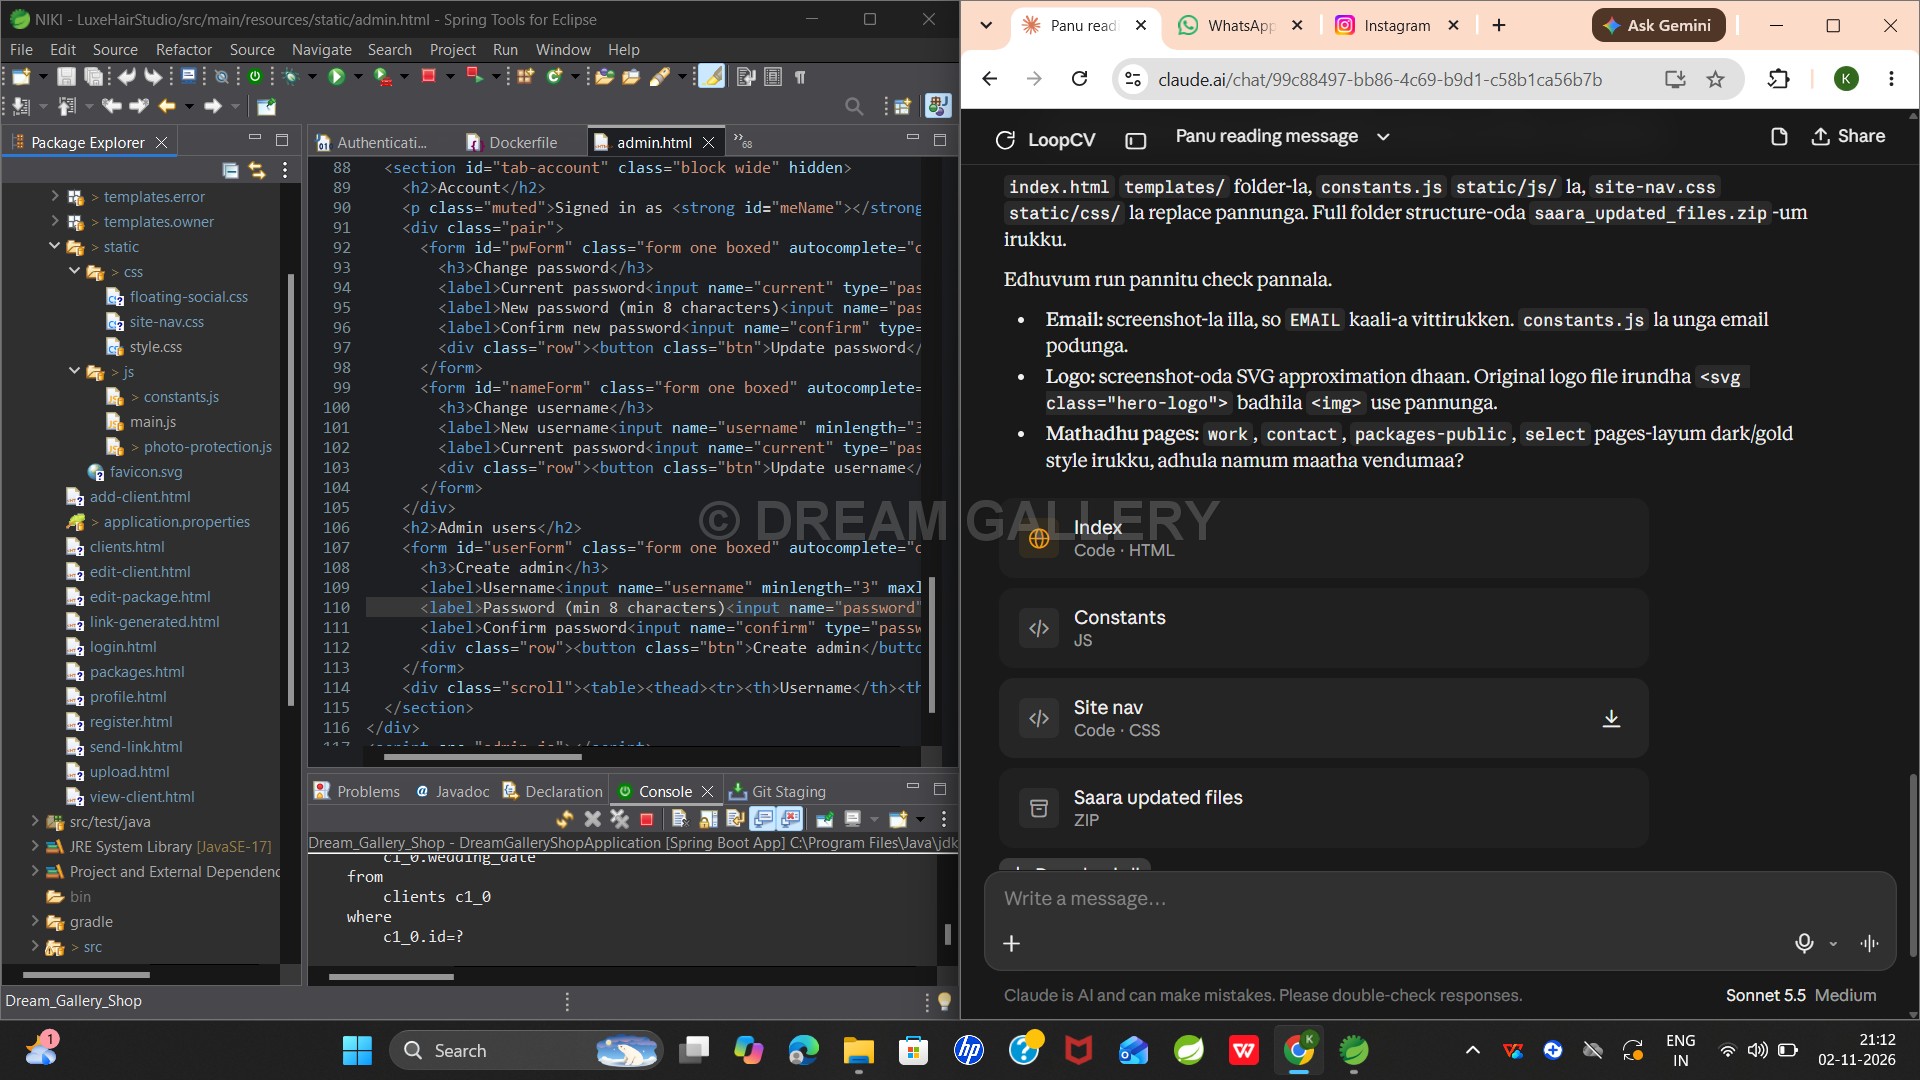 NIKI - LuxeHairStudio/src/main/resources/static/admin.html - Spring Tools for Eclipse
File Edit Source Refactor Source Navigate Search Project Run Window Help
Package Explorer
> templates.error
> templates.owner
> static
> css
floating-social.css
site-nav.css
style.css
> js
> constants.js
main.js
> photo-protection.js
favicon.svg
add-client.html
> application.properties
clients.html
edit-client.html
edit-package.html
link-generated.html
login.html
packages.html
profile.html
register.html
send-link.html
upload.html
view-client.html
src/test/java
JRE System Library [JavaSE-17]
Project and External Dependenc
bin
gradle
> src
Dream_Gallery_Shop
Authenticati... Dockerfile admin.html »68
88 <section id="tab-account" class="block wide" hidden>
89 <h2>Account</h2>
90 <p class="muted">Signed in as <strong id="meName"></strong
91 <div class="pair">
92 <form id="pwForm" class="form one boxed" autocomplete="o
93 <h3>Change password</h3>
94 <label>Current password<input name="current" type="pas
95 <label>New password (min 8 characters)<input name="pas
96 <label>Confirm new password<input name="confirm" type=
97 <div class="row"><button class="btn">Update password</
98 </form>
99 <form id="nameForm" class="form one boxed" autocomplete=
100 <h3>Change username</h3>
101 <label>New username<input name="username" minlength="3
102 <label>Current password<input name="current" type="pas
103 <div class="row"><button class="btn">Update username</
104 </form>
105 </div>
106 <h2>Admin users</h2>
107 <form id="userForm" class="form one boxed" autocomplete="o
108 <h3>Create admin</h3>
109 <label>Username<input name="username" minlength="3" maxl
110 <label>Password (min 8 characters)<input name="password"
111 <label>Confirm password<input name="confirm" type="passw
112 <div class="row"><button class="btn">Create admin</butto
113 </form>
114 <div class="scroll"><table><thead><tr><th>Username</th><th
115 </section>
116 </div>
Problems Javadoc Declaration Console Git Staging
Dream_Gallery_Shop - DreamGalleryShopApplication [Spring Boot App] C:\Program Files\Java\jdk
c1_0.wedding_date
from
clients c1_0
where
c1_0.id=?
© DREAM GALLERY
Panu read WhatsApp Instagram Ask Gemini
claude.ai/chat/99c88497-bb86-4c69-b9d1-c58b1ca56b7b K
LoopCV Panu reading message Share
index.html templates/ folder-la, constants.js static/js/ la, site-nav.css
static/css/ la replace pannunga. Full folder structure-oda saara_updated_files.zip -um
irukku.
Edhuvum run pannitu check pannala.
• Email: screenshot-la illa, so EMAIL kaali-a vittirukken. constants.js la unga email
podunga.
• Logo: screenshot-oda SVG approximation dhaan. Original logo file irundha <svg
class="hero-logo"> badhila <img> use pannunga.
• Mathadhu pages: work, contact, packages-public, select pages-layum dark/gold
style irukku, adhula namum maatha vendumaa?
Index
Code · HTML
Constants
JS
Site nav
Code · CSS
Saara updated files
ZIP
Write a message...
Claude is AI and can make mistakes. Please double-check responses.
Sonnet 5.5 Medium
1
Search
ENG
IN
21:12
02-11-2026